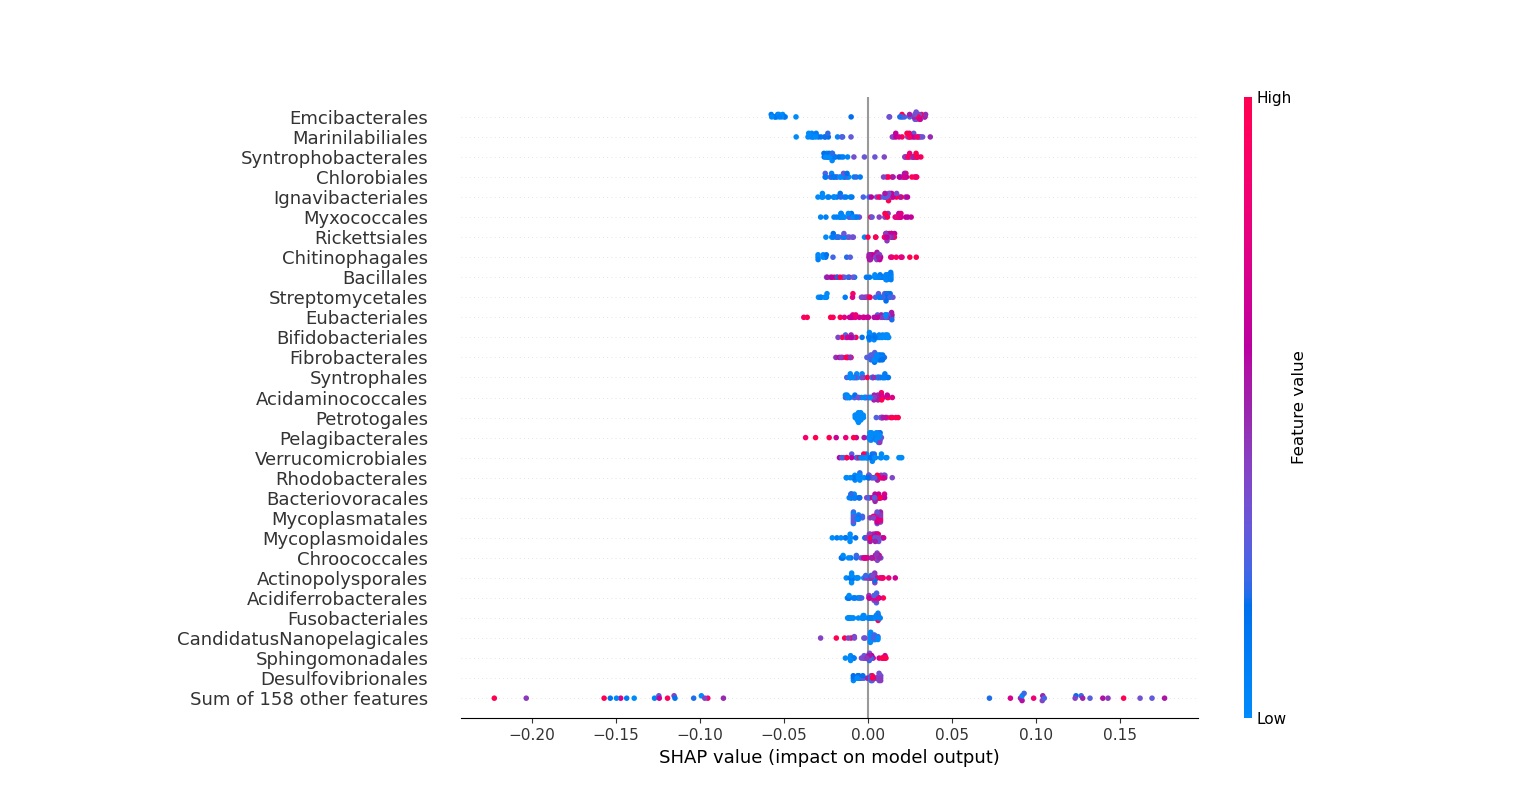 High
Emcibacterales
Marinilabiliales
Syntrophobacterales
Chlorobiales
Ignavibacteriales
Myxococcales
Rickettsiales
Chitinophagales
Bacillales
Streptomycetales
Eubacteriales
Bifidobacteriales
Fibrobacterales
Syntrophales
Acidaminococcales
Petrotogales
Pelagibacterales
Verrucomicrobiales
Rhodobacterales
Bacteriovoracales
Mycoplasmatales
Mycoplasmoidales
Chroococcales
Actinopolysporales
Acidiferrobacterales
Fusobacteriales
CandidatusNanopelagicales
Sphingomonadales
Desulfovibrionales
Sum of 158 other features
Feature value
Low
−0.20 −0.15 −0.10 −0.05 0.00 0.05 0.10 0.15
SHAP value (impact on model output)